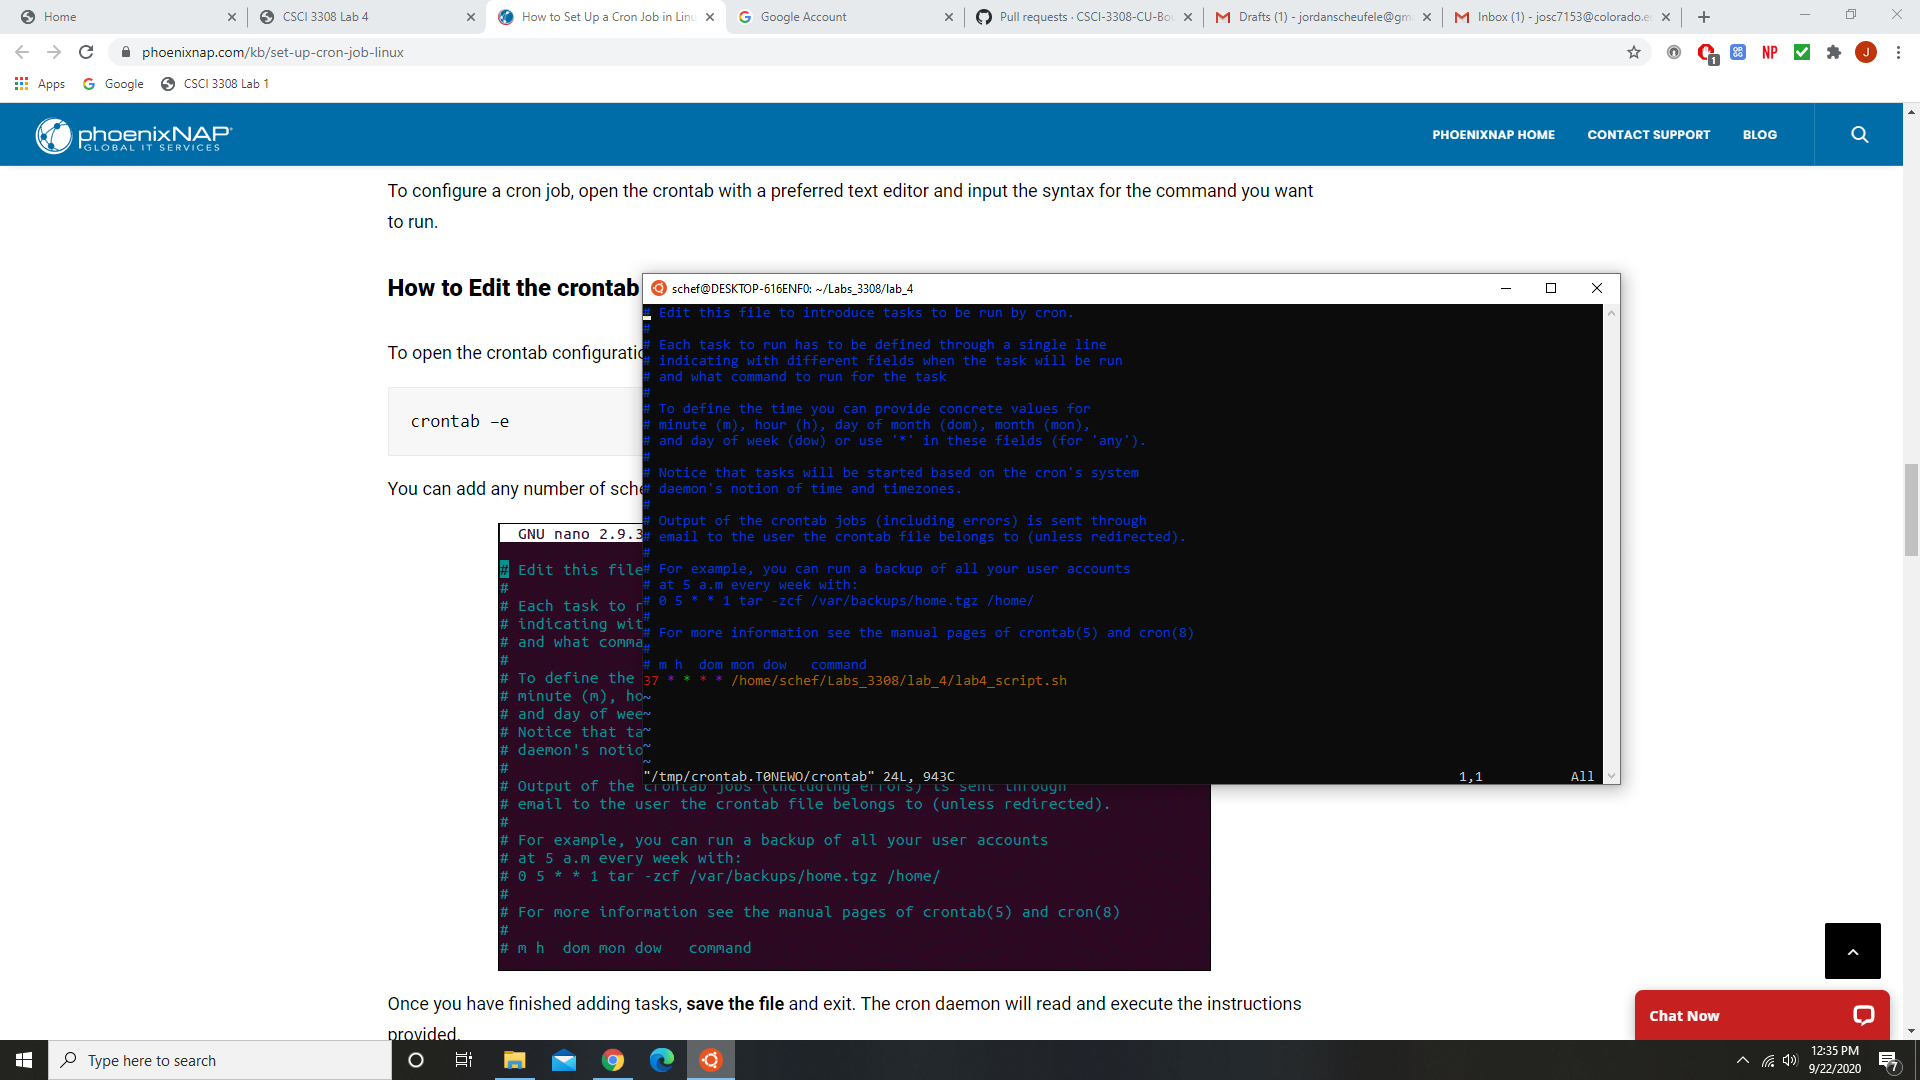 Home
CSCI 3308 Lab 4
How to Set Up a Cron Job in Linu
Google Account
Pull requests · CSCI-3308-CU-Bou
Drafts (1) - jordanscheufele@gm
Inbox (1) - josc7153@colorado.e
phoenixnap.com/kb/set-up-cron-job-linux
1
NP
J
Apps
Google
CSCI 3308 Lab 1
phoenixNAP
GLOBAL IT SERVICES
PHOENIXNAP HOME
CONTACT SUPPORT
BLOG
To configure a cron job, open the crontab with a preferred text editor and input the syntax for the command you want
to run.
How to Edit the crontab
To open the crontab configuratio
crontab –e
You can add any number of sche
schef@DESKTOP-616ENF0: ~/Labs_3308/lab_4
# Edit this file to introduce tasks to be run by cron.
#
# Each task to run has to be defined through a single line
# indicating with different fields when the task will be run
# and what command to run for the task
#
# To define the time you can provide concrete values for
# minute (m), hour (h), day of month (dom), month (mon),
# and day of week (dow) or use '*' in these fields (for 'any').
#
# Notice that tasks will be started based on the cron's system
# daemon's notion of time and timezones.
#
# Output of the crontab jobs (including errors) is sent through
# email to the user the crontab file belongs to (unless redirected).
#
# For example, you can run a backup of all your user accounts
# at 5 a.m every week with:
# 0 5 * * 1 tar -zcf /var/backups/home.tgz /home/
#
# For more information see the manual pages of crontab(5) and cron(8)
#
# m h  dom mon dow   command
37 * * * * /home/schef/Labs_3308/lab_4/lab4_script.sh
~
~
~
~
~
"/tmp/crontab.T0NEWO/crontab" 24L, 943C
1,1
All
GNU nano 2.9.3
# Edit this file
#
# Each task to r
# indicating wit
# and what comma
#
# To define the
# minute (m), ho
# and day of wee
# Notice that ta
# daemon's notio
#
# Output of the crontab jobs (including errors) is sent through
# email to the user the crontab file belongs to (unless redirected).
#
# For example, you can run a backup of all your user accounts
# at 5 a.m every week with:
# 0 5 * * 1 tar -zcf /var/backups/home.tgz /home/
#
# For more information see the manual pages of crontab(5) and cron(8)
#
# m h  dom mon dow   command
Once you have finished adding tasks, save the file and exit. The cron daemon will read and execute the instructions
provided.
Chat Now
Type here to search
12:35 PM
9/22/2020
7